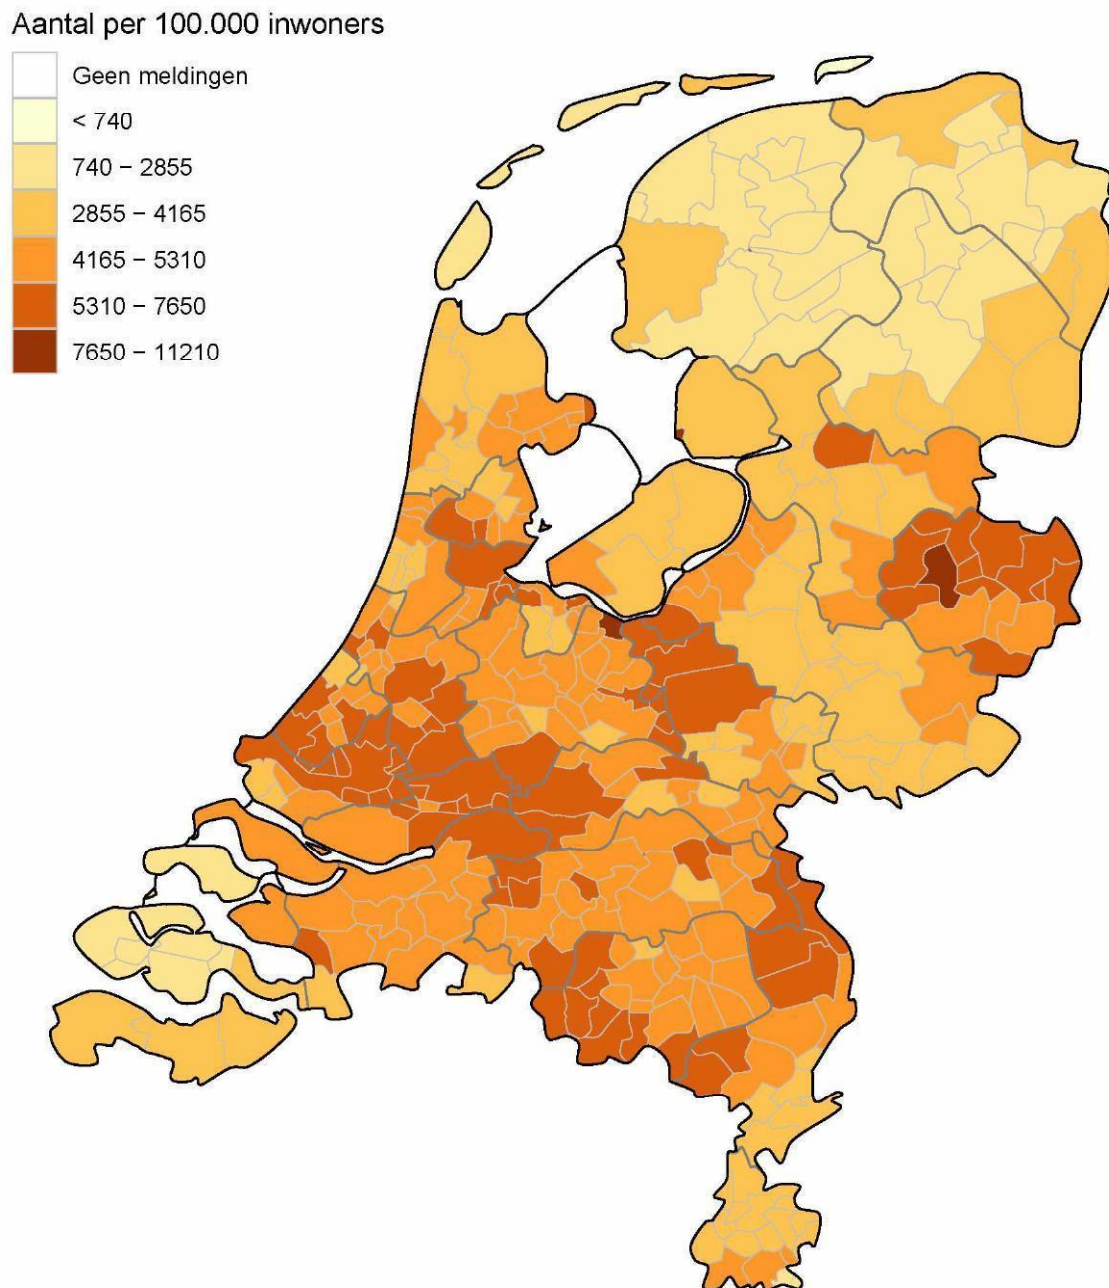 Aantal per 100.000 inwoners
Geen meldingen
< 740
740 − 2855
2855 − 4165
4165 − 5310
5310 − 7650
7650 − 11210